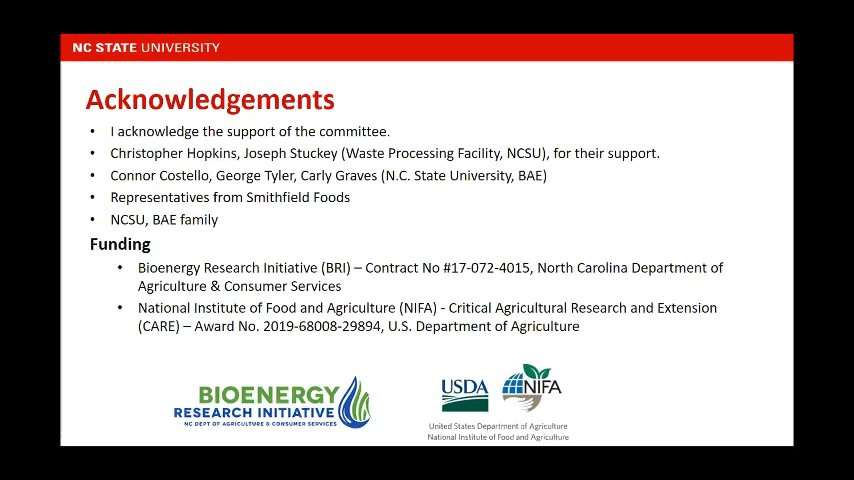 NC STATE UNIVERSITY
Acknowledgements
• I acknowledge the support of the committee.
• Christopher Hopkins, Joseph Stuckey (Waste Processing Facility, NCSU), for their support.
• Connor Costello, George Tyler, Carly Graves (N.C. State University, BAE)
• Representatives from Smithfield Foods
• NCSU, BAE family
Funding
• Bioenergy Research Initiative (BRI) – Contract No #17-072-4015, North Carolina Department of
Agriculture & Consumer Services
• National Institute of Food and Agriculture (NIFA) - Critical Agricultural Research and Extension
(CARE) – Award No. 2019-68008-29894, U.S. Department of Agriculture
BIOENERGY
RESEARCH INITIATIVE
NC DEPT OF AGRICULTURE & CONSUMER SERVICES
USDA
NIFA
United States Department of Agriculture
National Institute of Food and Agriculture